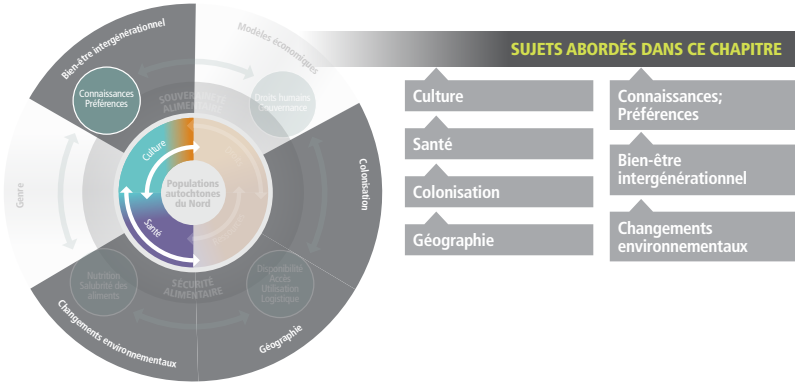 Bien-être intergénérationnel
Modèles économiques
Connaissances
Préférences
SOUVERAINETÉ
ALIMENTAIRE
Droits humains
Gouvernance
Culture
Colonisation
Genre
Populations
autochtones
du Nord
Santé
Nutrition
Salubrité des
aliments
SÉCURITÉ
ALIMENTAIRE
Disponibilité
Accès
Utilisation
Logistique
Changements environnementaux
Géographie
SUJETS ABORDÉS DANS CE CHAPITRE
Culture
Santé
Colonisation
Géographie
Connaissances;
Préférences
Bien-être
intergénérationnel
Changements
environnementaux